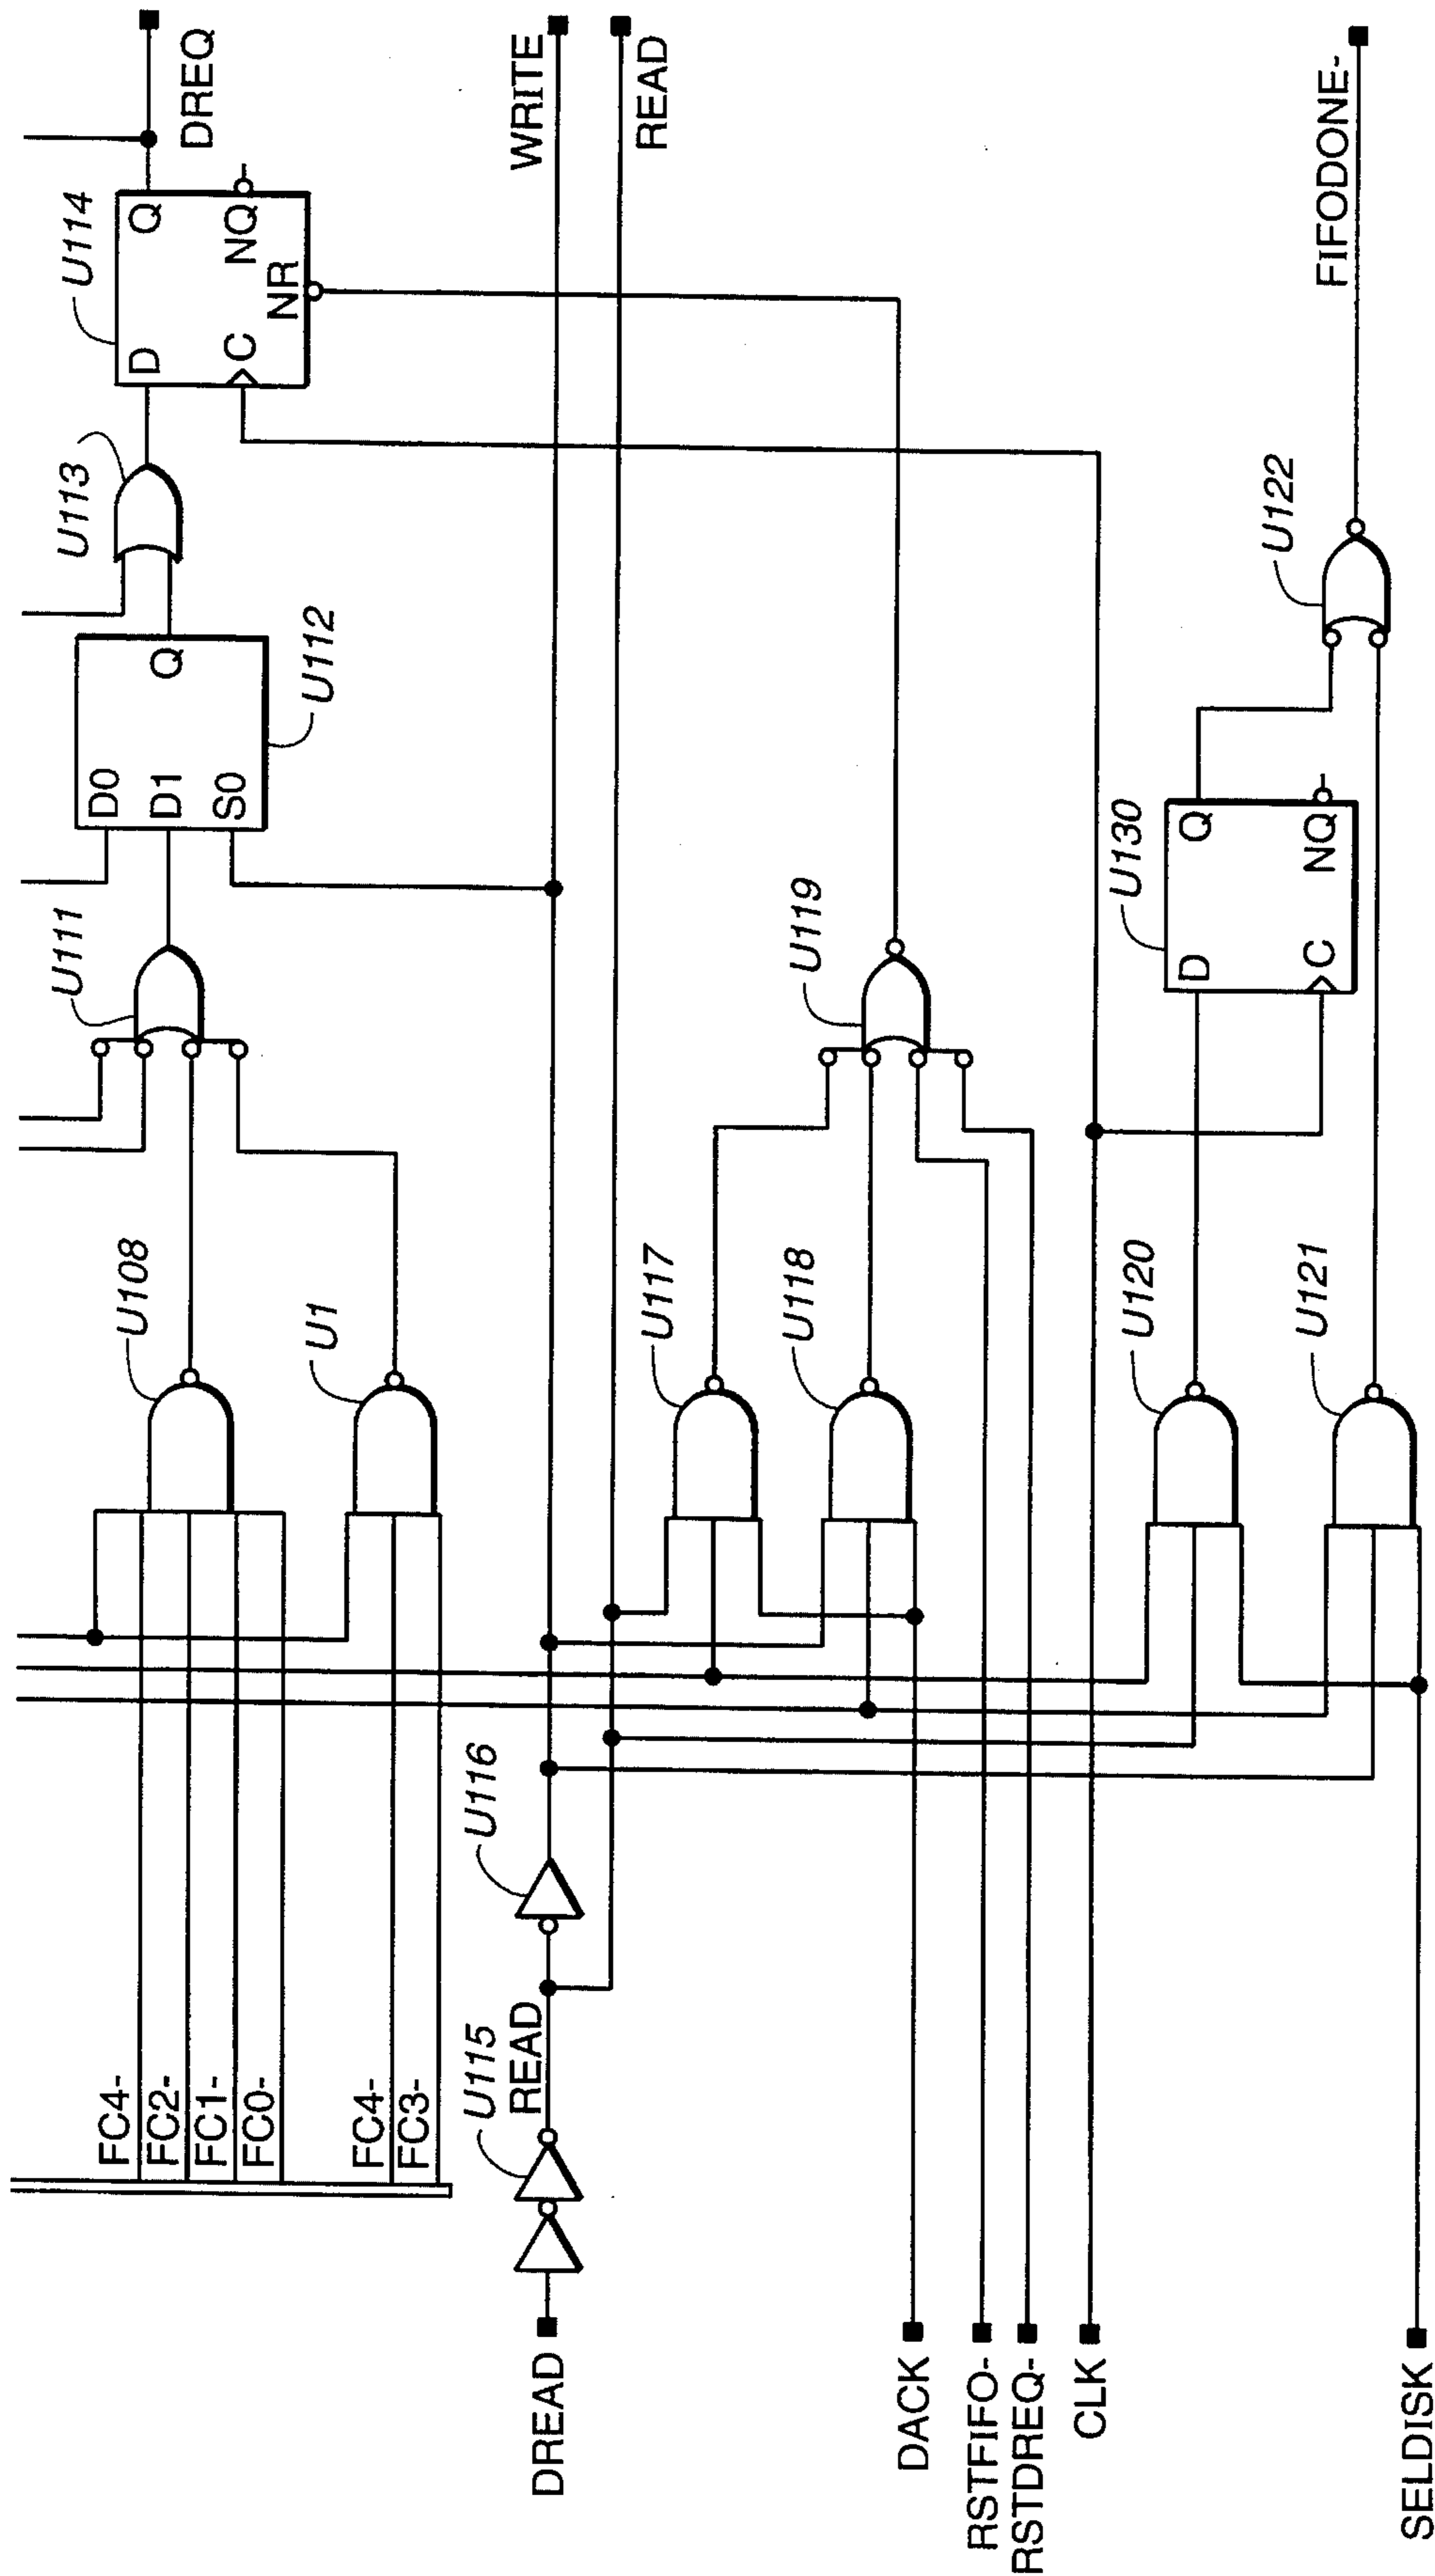 FC4-
FC2-
FC1-
FC0-
FC4-
FC3-
U108
U1
U111
D0
D1
S0
Q
U112
U113
U114
D
C
Q
NQ
NR
DREQ
DREAD
U115
READ
U116
WRITE
READ
U117
U118
U119
DACK
RSTFIFO-
RSTDREQ-
CLK
U120
U121
U130
D
C
Q
NQ
U122
FIFODONE-
SELDISK